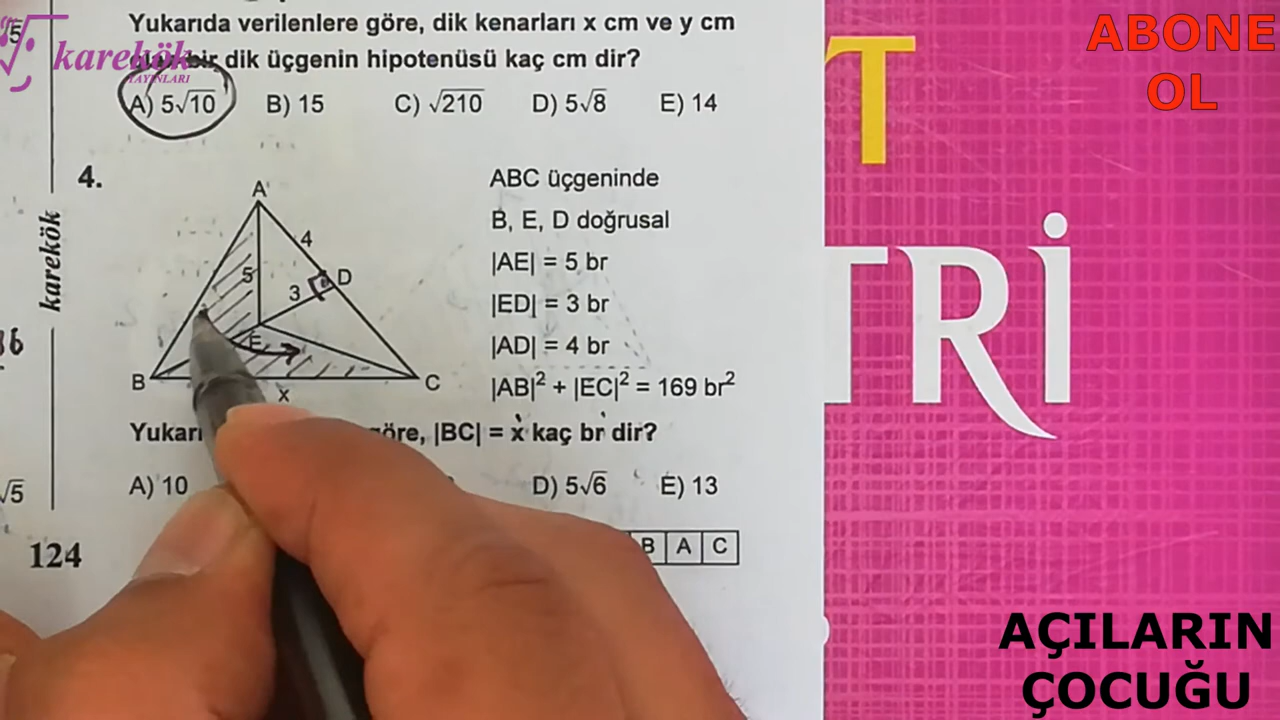 Yukarıda verilenlere göre, dik kenarları x cm ve y cm
bir dik üçgenin hipotenüsü kaç cm dir?
karekök
YAYINLARI
A) 5√10 B) 15 C) √210 D) 5√8 E) 14
4.
ABC üçgeninde
B, E, D doğrusal
|AE| = 5 br
|ED| = 3 br
|AD| = 4 br
|AB|² + |EC|² = 169 br²
A
4
5
D
3
E
B
C
x
göre, |BC| = x kaç br dir?
A) 10 D) 5√6 E) 13
B A C
karekök
√5
124
ABONE
OL
T
TRİ
AÇILARIN
ÇOCUĞU